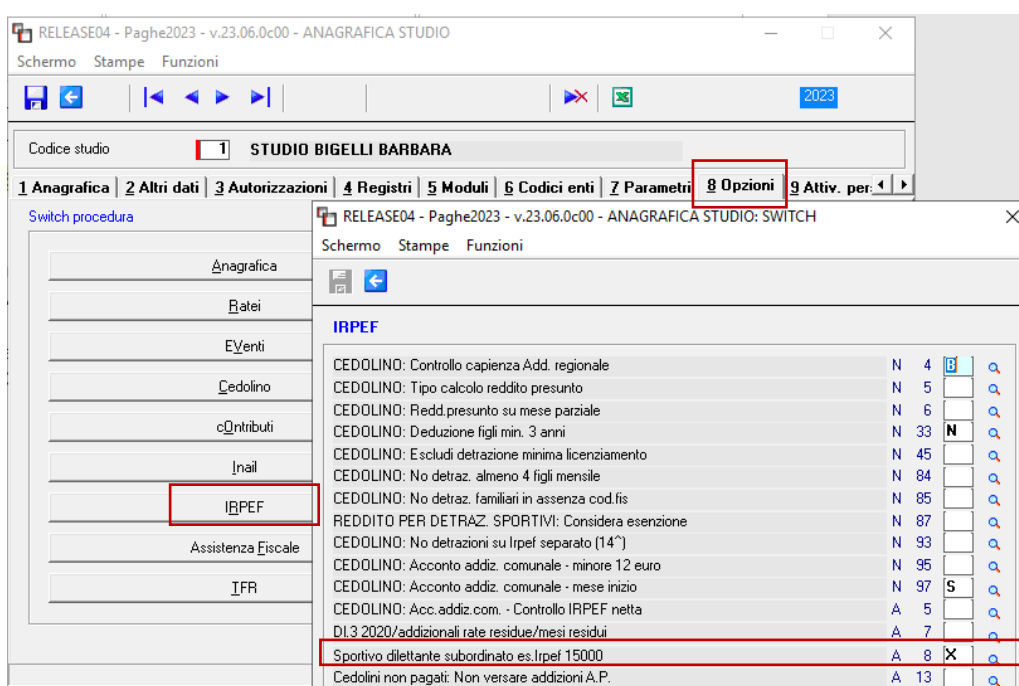 RELEASE04 - Paghe2023 - v.23.06.0c00 - ANAGRAFICA STUDIO
Schermo Stampe Funzioni
2023
Codice studio 1 STUDIO BIGELLI BARBARA
1 Anagrafica 2 Altri dati 3 Autorizzazioni 4 Registri 5 Moduli 6 Codici enti 7 Parametri 8 Opzioni 9 Attiv. per
Switch procedura
Anagrafica
Ratei
EVenti
Cedolino
cOntributi
Inail
IRPEF
Assistenza Fiscale
TFR
RELEASE04 - Paghe2023 - v.23.06.0c00 - ANAGRAFICA STUDIO: SWITCH
Schermo Stampe Funzioni
IRPEF
CEDOLINO: Controllo capienza Add. regionale N 4 B
CEDOLINO: Tipo calcolo reddito presunto N 5
CEDOLINO: Redd.presunto su mese parziale N 6
CEDOLINO: Deduzione figli min. 3 anni N 33 N
CEDOLINO: Escludi detrazione minima licenziamento N 45
CEDOLINO: No detraz. almeno 4 figli mensile N 84
CEDOLINO: No detraz. familiari in assenza cod.fis N 85
REDDITO PER DETRAZ. SPORTIVI: Considera esenzione N 87
CEDOLINO: No detrazioni su Irpef separato (14^) N 93
CEDOLINO: Acconto addiz. comunale - minore 12 euro N 95
CEDOLINO: Acconto addiz. comunale - mese inizio N 97 S
CEDOLINO: Acc.addiz.com. - Controllo IRPEF netta A 5
Dl.3 2020/addizionali rate residue/mesi residui A 7
Sportivo dilettante subordinato es.Irpef 15000 A 8 X
Cedolini non pagati: Non versare addizioni A.P. A 13